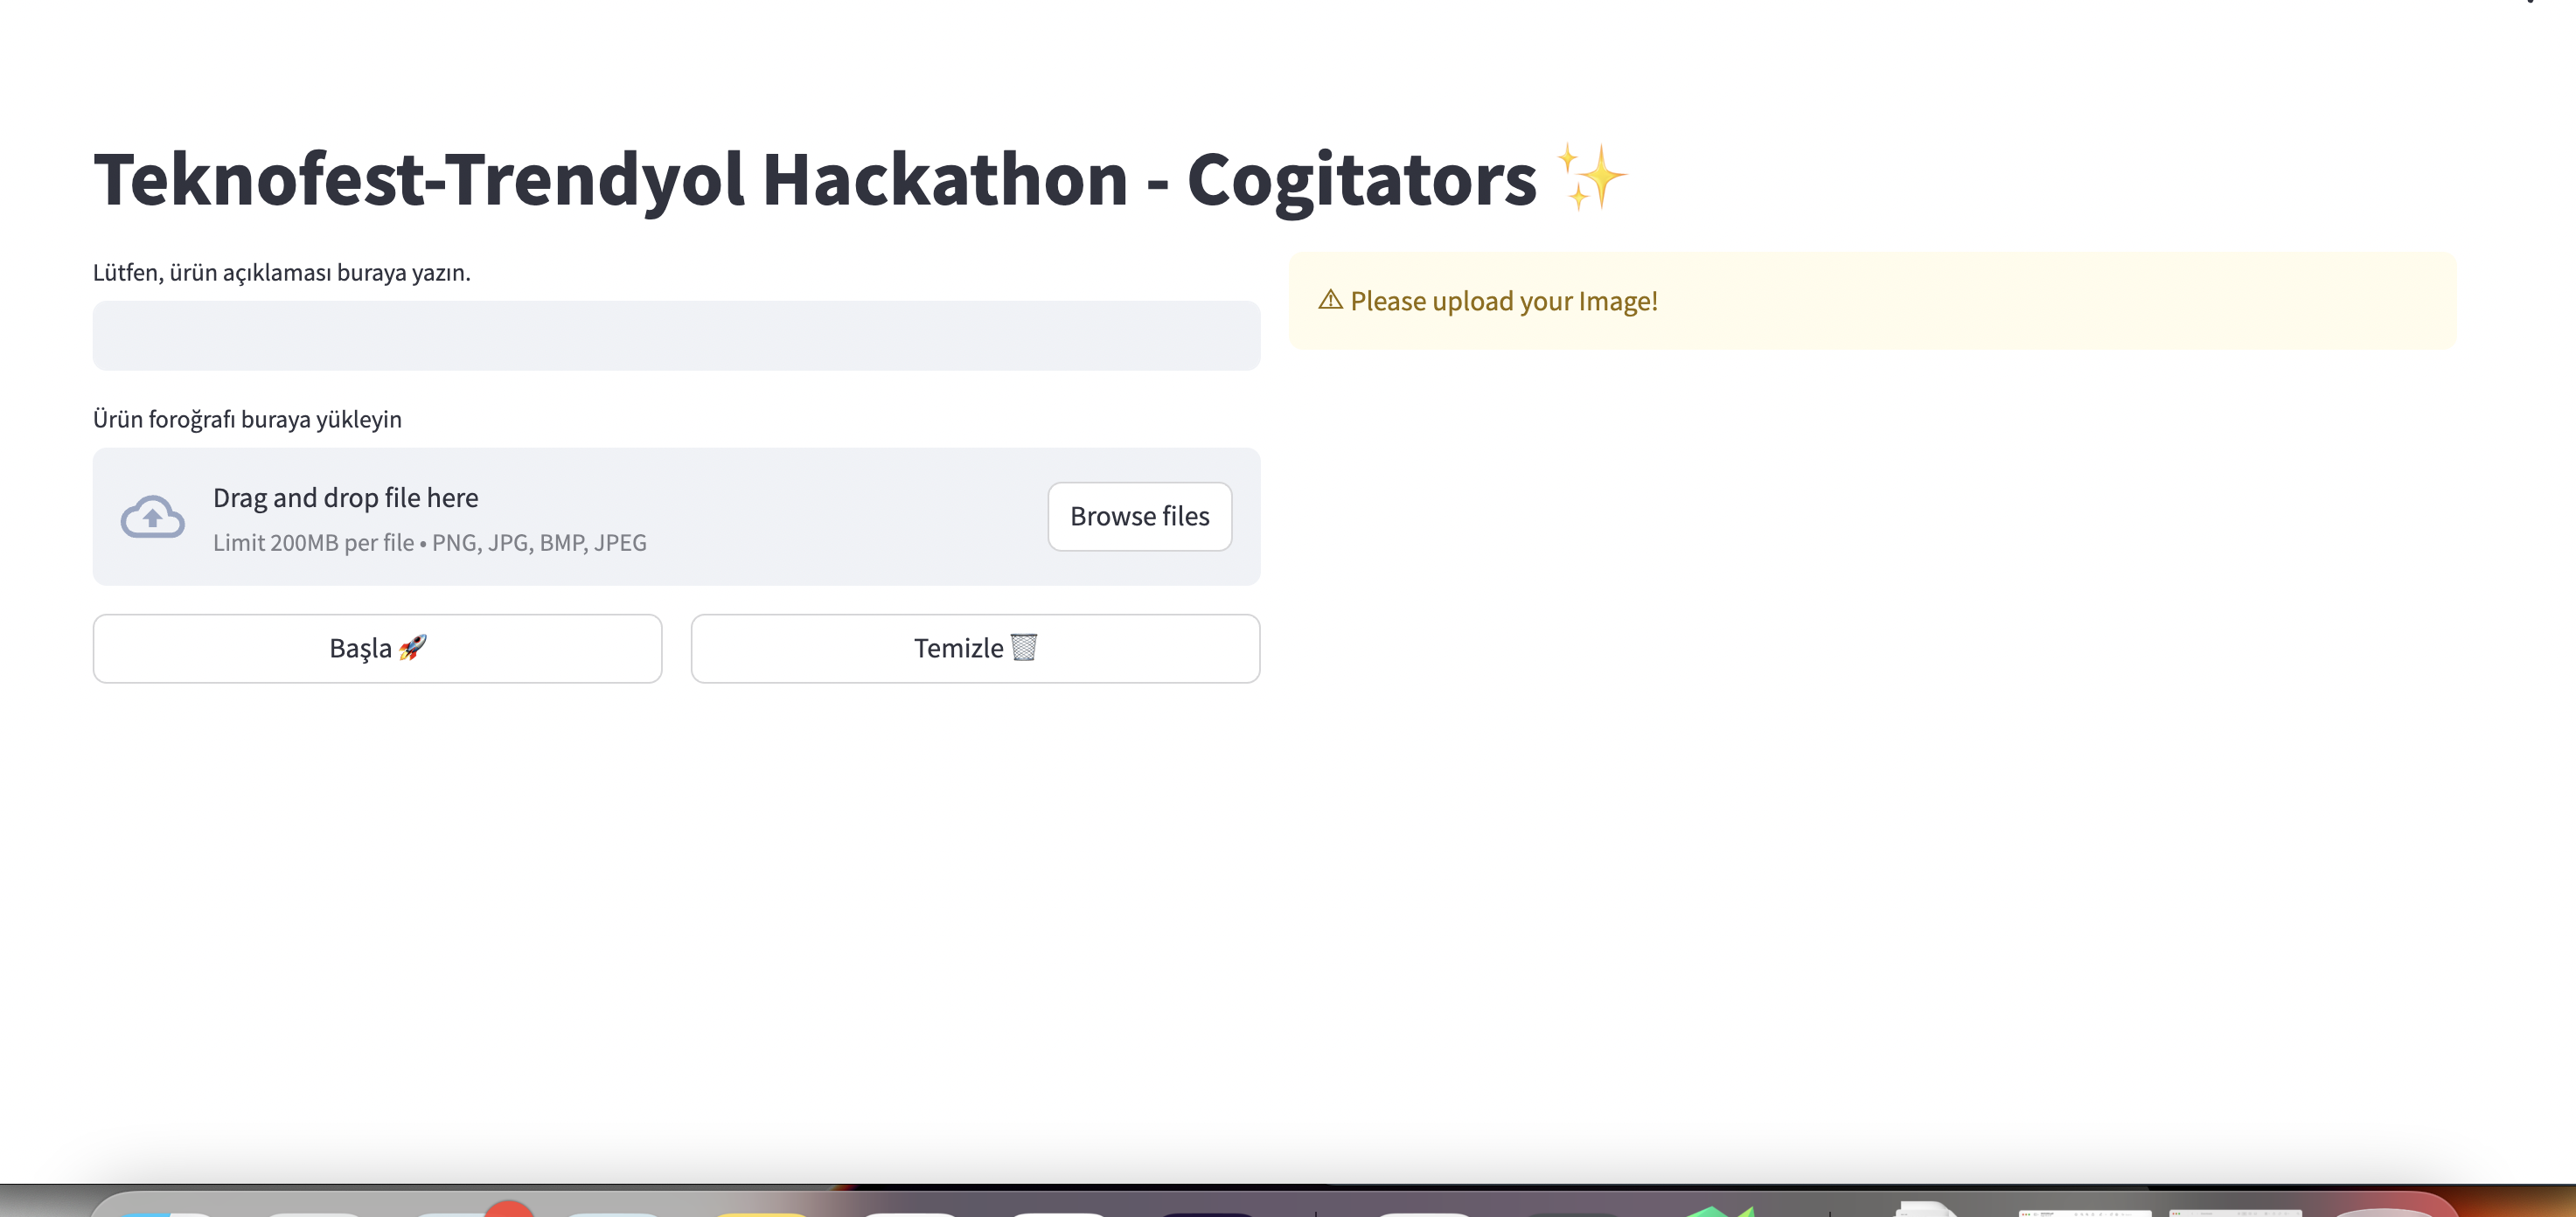 Teknofest-Trendyol Hackathon - Cogitators ✨
Lütfen, ürün açıklaması buraya yazın.
⚠ Please upload your Image!
Ürün foroğrafı buraya yükleyin
Drag and drop file here
Limit 200MB per file • PNG, JPG, BMP, JPEG
Browse files
Başla 🚀
Temizle 🗑️